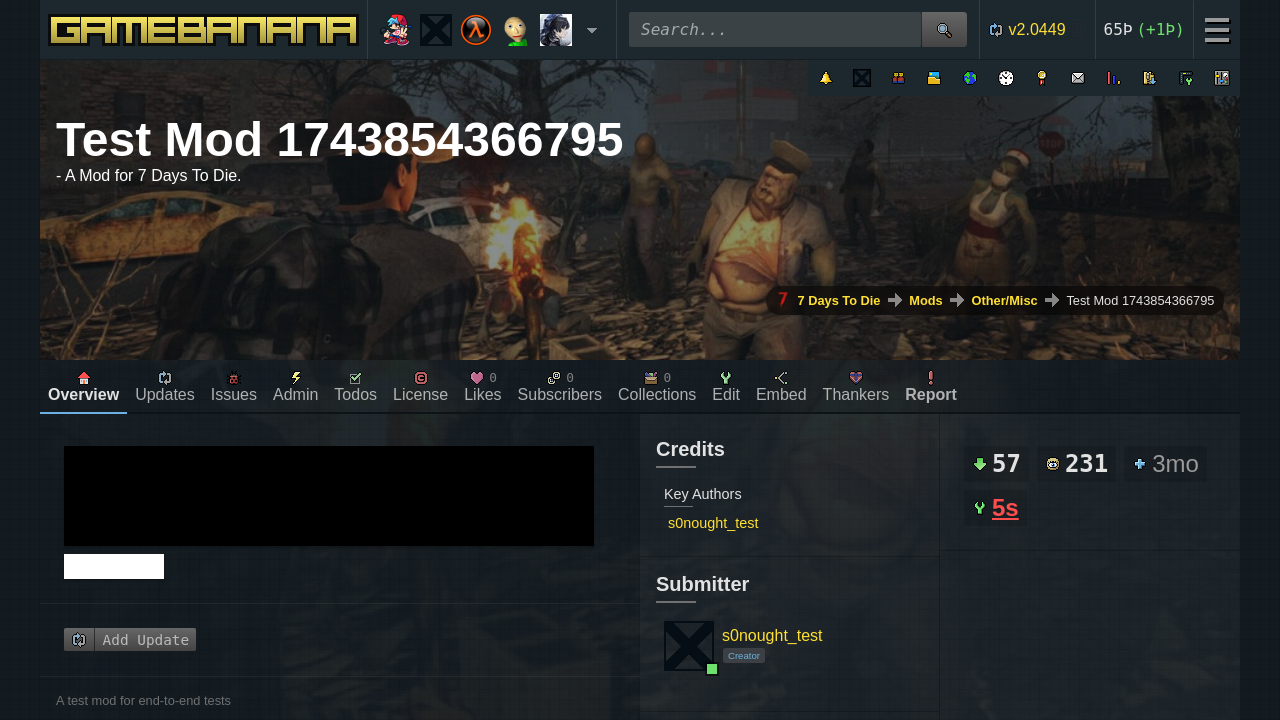 GAMEBANANA
Search...
v2.0449
65Þ (+1Þ)
Test Mod 1743854366795
- A Mod for 7 Days To Die.
7 7 Days To Die Mods Other/Misc Test Mod 1743854366795
Overview
Updates
Issues
Admin
Todos
License
0 Likes
0 Subscribers
0 Collections
Edit
Embed
Thankers
Report
Add Update
A test mod for end-to-end tests
Credits
Key Authors
s0nought_test
Submitter
s0nought_test
Creator
57 231 3mo
5s